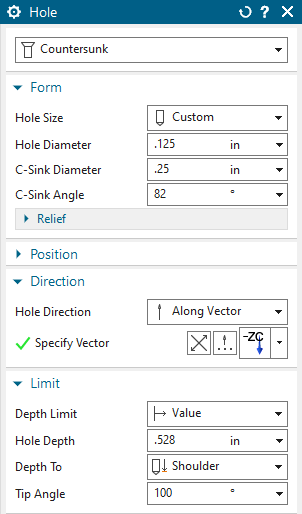 Hole ?
Countersunk
Form
Hole Size Custom
Hole Diameter .125 in
C-Sink Diameter .25 in
C-Sink Angle 82 °
Relief
Position
Direction
Hole Direction Along Vector
Specify Vector -ZC
Limit
Depth Limit Value
Hole Depth .528 in
Depth To Shoulder
Tip Angle 100 °